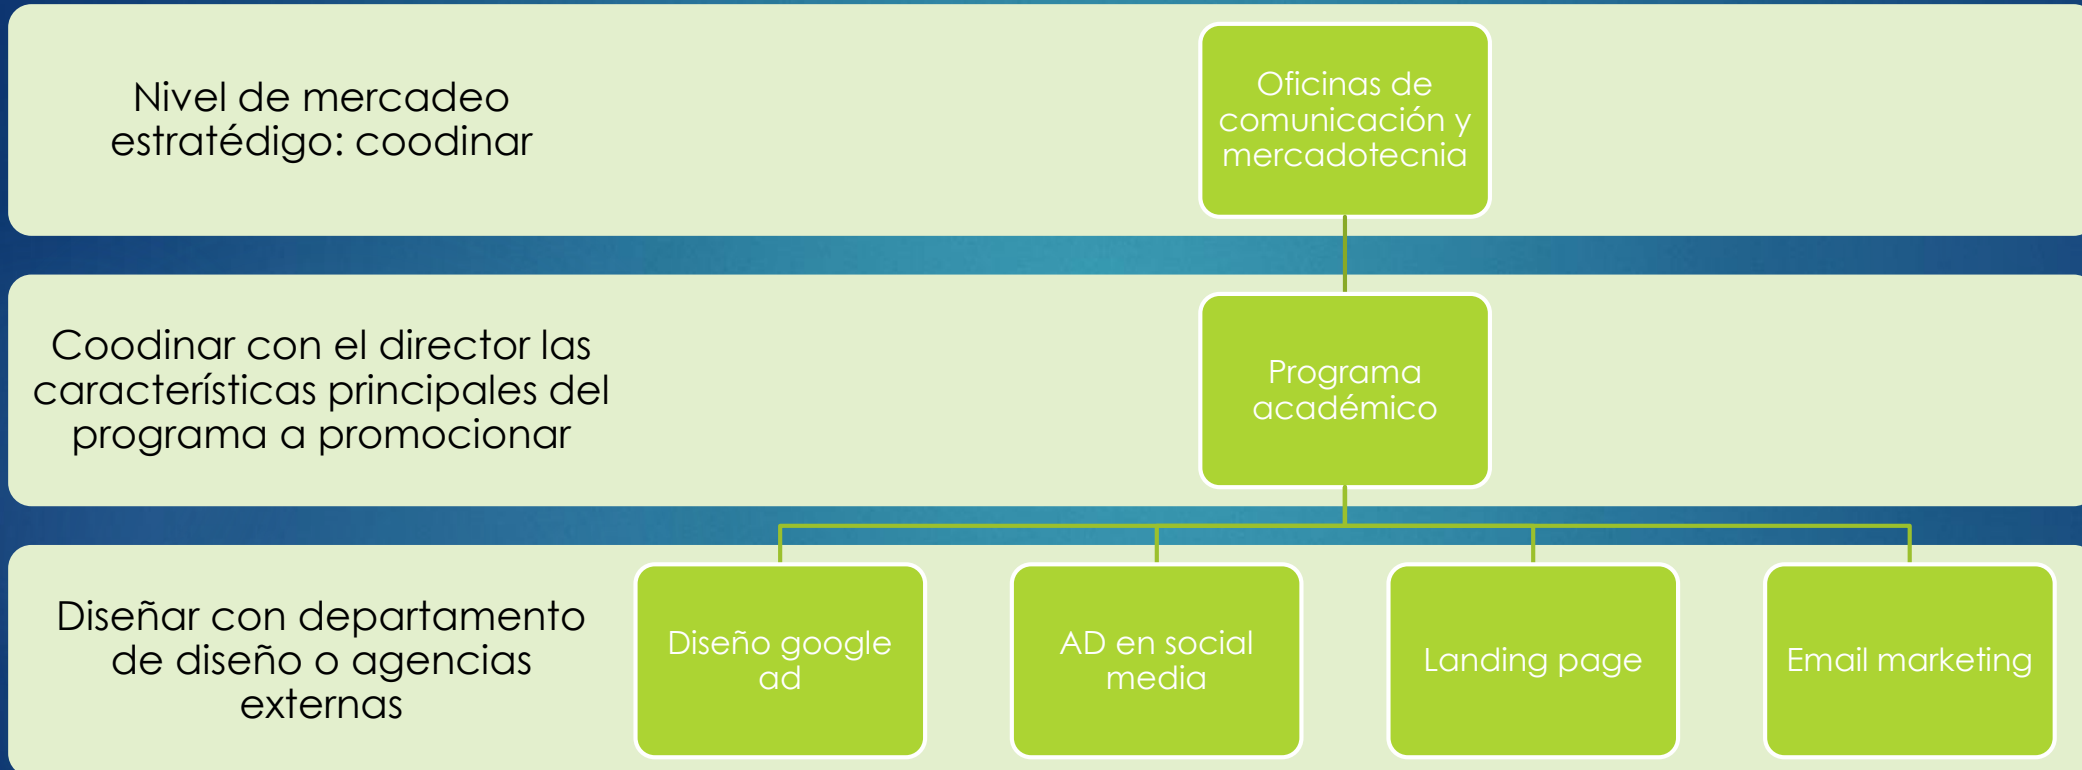 Nivel de mercadeo
estratédigo: coodinar
Oficinas de
comunicación y
mercadotecnia
Coodinar con el director las
características principales del
programa a promocionar
Programa
académico
Diseñar con departamento
de diseño o agencias
externas
Diseño google
ad
AD en social
media
Landing page
Email marketing